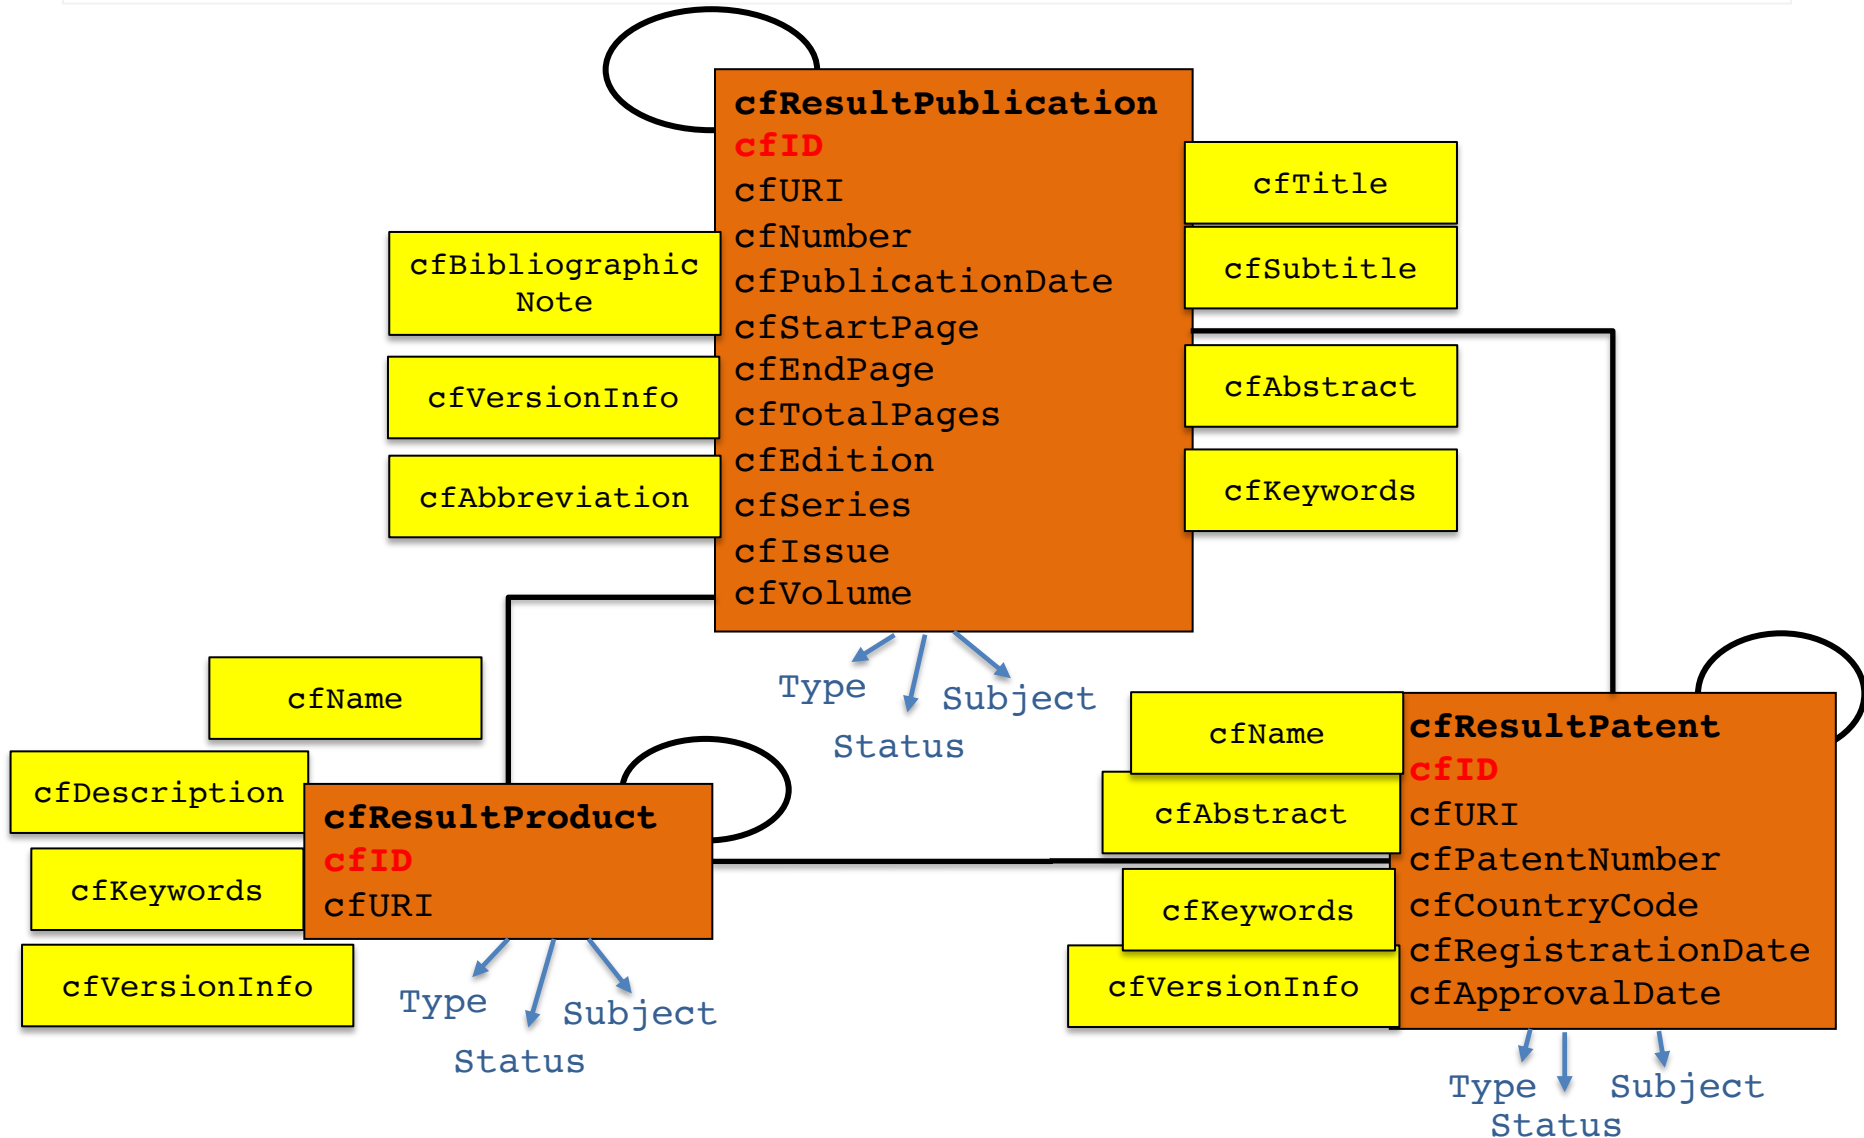 cfResultPublication
cfID
cfURI
cfNumber
cfPublicationDate
cfStartPage
cfEndPage
cfTotalPages
cfEdition
cfSeries
cfIssue
cfVolume
cfBibliographic
Note
cfVersionInfo
cfAbbreviation
cfTitle
cfSubtitle
cfAbstract
cfKeywords
Type
Status
Subject
cfName
cfDescription
cfKeywords
cfVersionInfo
cfResultProduct
cfID
cfURI
Type
Status
Subject
cfName
cfAbstract
cfKeywords
cfVersionInfo
cfResultPatent
cfID
cfURI
cfPatentNumber
cfCountryCode
cfRegistrationDate
cfApprovalDate
Type
Status
Subject